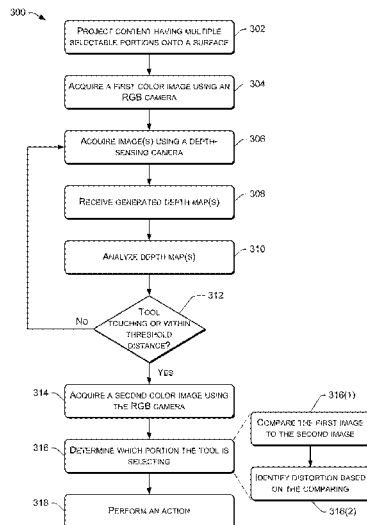 300
PROJECT CONTENT HAVING MULTIPLE
SELECTABLE PORTIONS ONTO A SURFACE
302
ACQUIRE A FIRST COLOR IMAGE USING AN
RGB CAMERA
304
ACQUIRE IMAGE(S) USING A DEPTH-
SENSING CAMERA
306
RECEIVE GENERATED DEPTH MAP(S)
308
ANALYZE DEPTH MAP(S)
310
TOOL
TOUCHING OR WITHIN
THRESHOLD
DISTANCE?
312
NO
YES
314
ACQUIRE A SECOND COLOR IMAGE USING
THE RGB CAMERA
316
DETERMINE WHICH PORTION THE TOOL IS
SELECTING
316(1)
COMPARE THE FIRST IMAGE
TO THE SECOND IMAGE
IDENTIFY DISTORTION BASED
ON THE COMPARING
316(2)
318
PERFORM AN ACTION